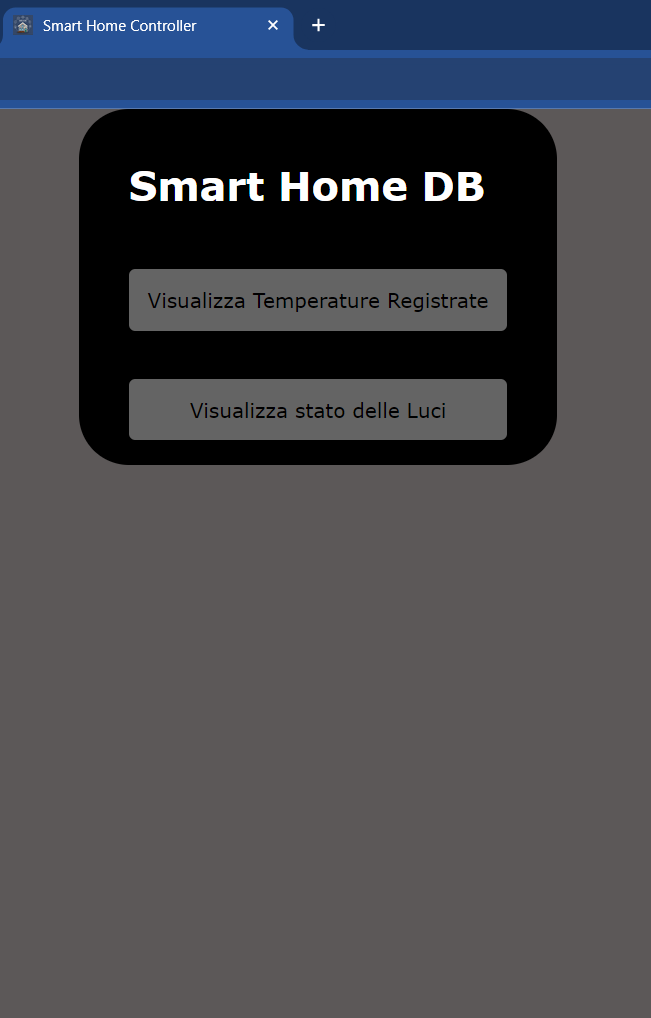 Smart Home Controller
Smart Home DB
Visualizza Temperature Registrate
Visualizza stato delle Luci